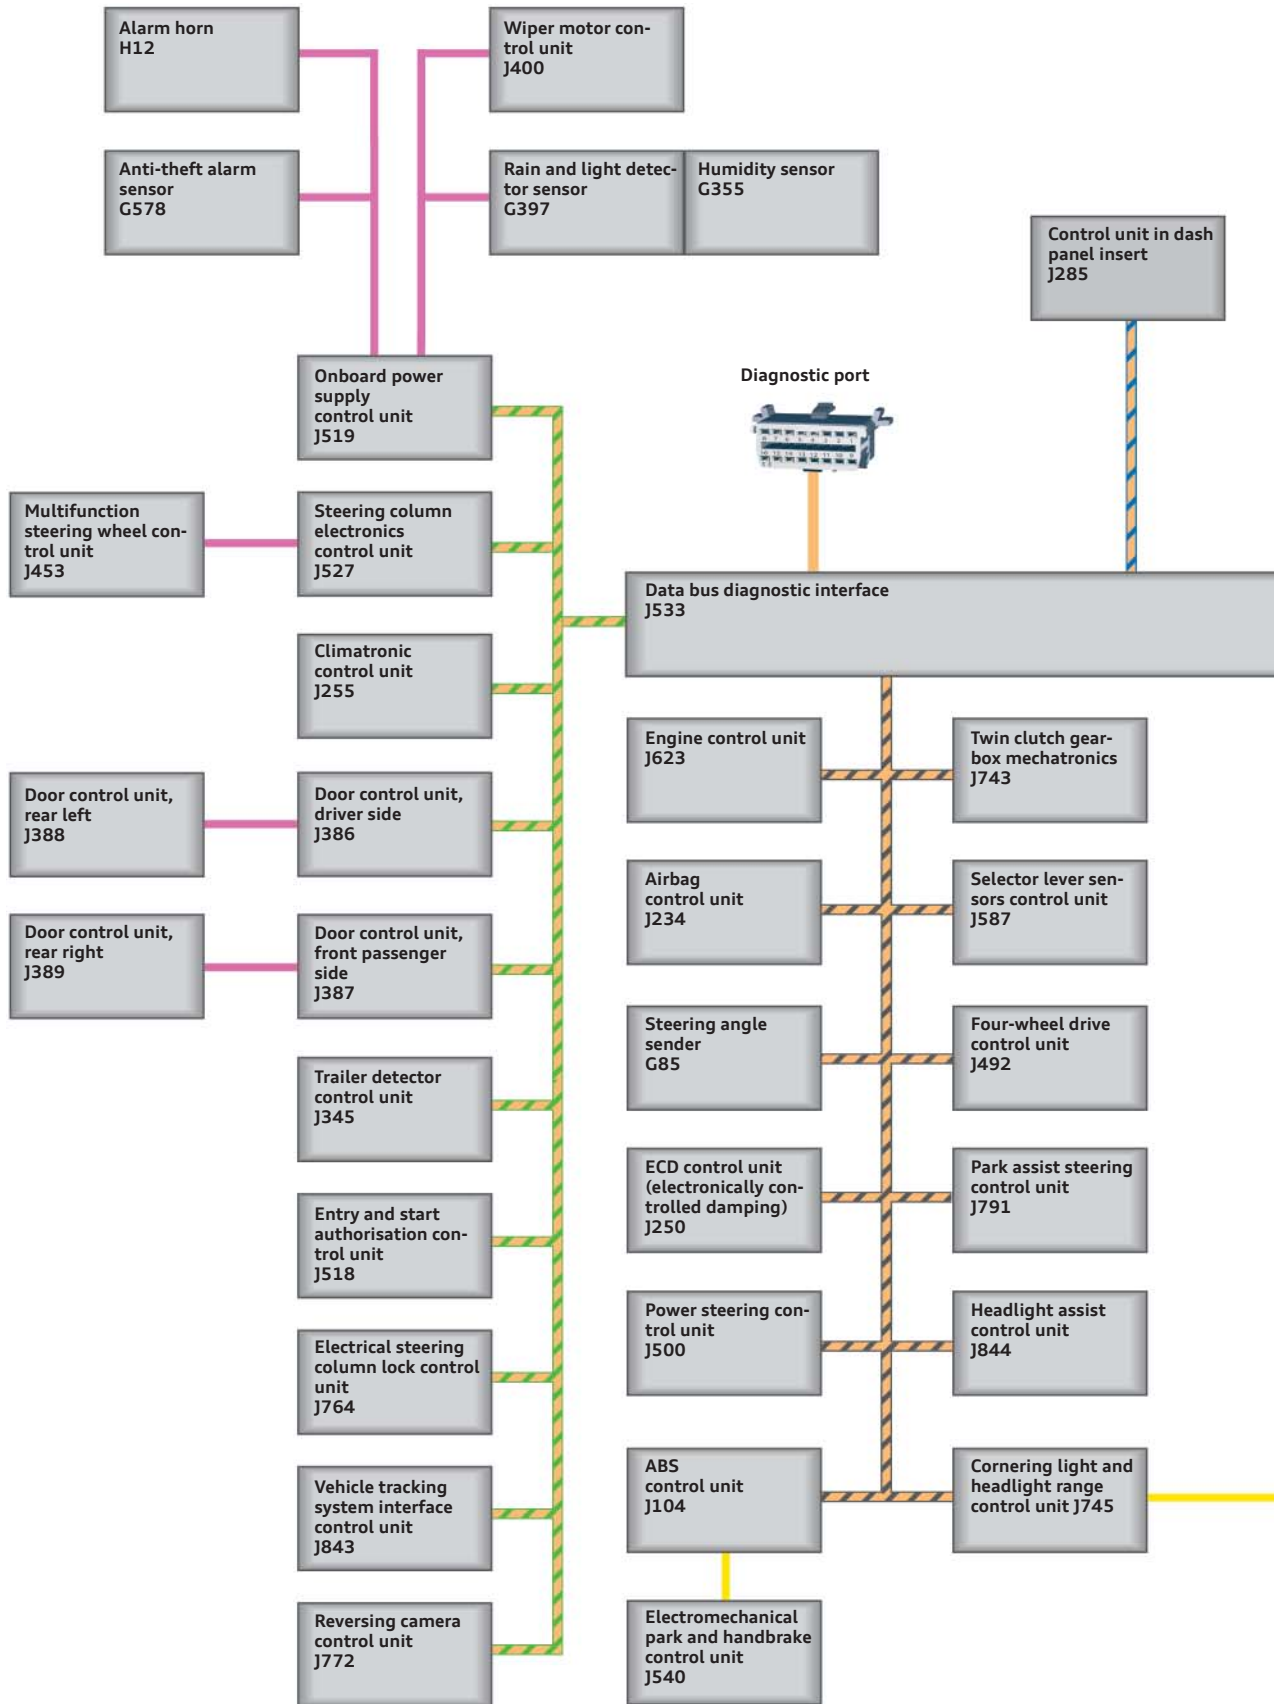 Alarm horn
H12
Wiper motor con-
trol unit
J400
Anti-theft alarm
sensor
G578
Rain and light detec-
tor sensor
G397
Humidity sensor
G355
Control unit in dash
panel insert
J285
Onboard power
supply
control unit
J519
Diagnostic port
Multifunction
steering wheel con-
trol unit
J453
Steering column
electronics
control unit
J527
Data bus diagnostic interface
J533
Climatronic
control unit
J255
Engine control unit
J623
Twin clutch gear-
box mechatronics
J743
Door control unit,
rear left
J388
Door control unit,
driver side
J386
Airbag
control unit
J234
Selector lever sen-
sors control unit
J587
Door control unit,
rear right
J389
Door control unit,
front passenger
side
J387
Steering angle
sender
G85
Four-wheel drive
control unit
J492
Trailer detector
control unit
J345
ECD control unit
(electronically con-
trolled damping)
J250
Park assist steering
control unit
J791
Entry and start
authorisation con-
trol unit
J518
Power steering con-
trol unit
J500
Headlight assist
control unit
J844
Electrical steering
column lock control
unit
J764
ABS
control unit
J104
Cornering light and
headlight range
control unit J745
Vehicle tracking
system interface
control unit
J843
Reversing camera
control unit
J772
Electromechanical
park and handbrake
control unit
J540